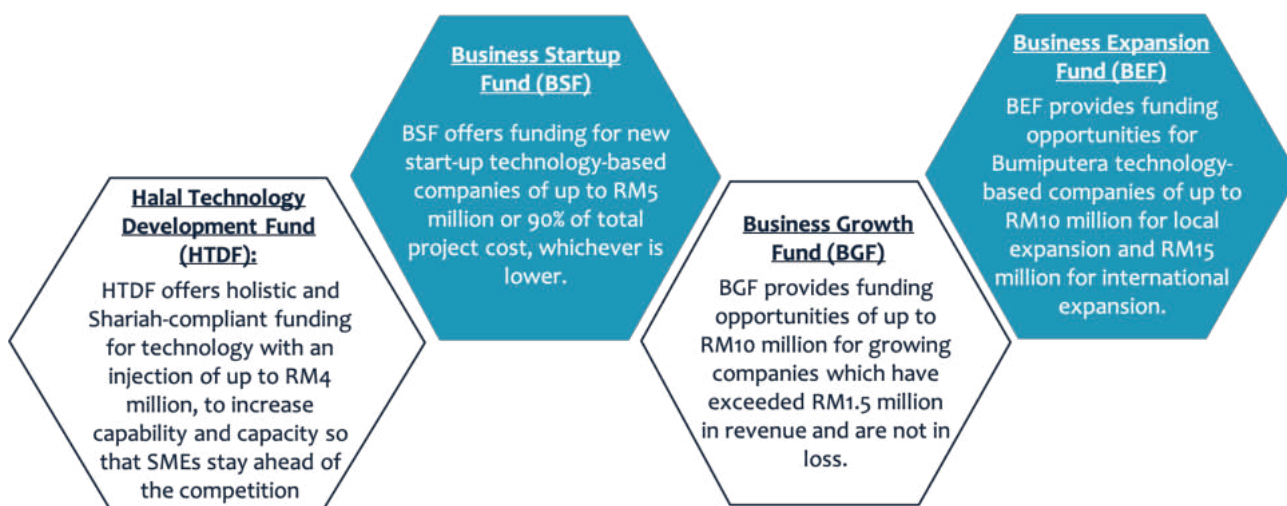 Halal Technology
Development Fund
(HTDF):
HTDF offers holistic and
Shariah-compliant funding
for technology with an
injection of up to RM4
million, to increase
capability and capacity so
that SMEs stay ahead of
the competition
Business Startup
Fund (BSF)
BSF offers funding for new
start-up technology-based
companies of up to RM5
million or 90% of total
project cost, whichever is
lower.
Business Growth
Fund (BGF)
BGF provides funding
opportunities of up to
RM10 million for growing
companies which have
exceeded RM1.5 million
in revenue and are not in
loss.
Business Expansion
Fund (BEF)
BEF provides funding
opportunities for
Bumiputera technology-
based companies of up to
RM10 million for local
expansion and RM15
million for international
expansion.